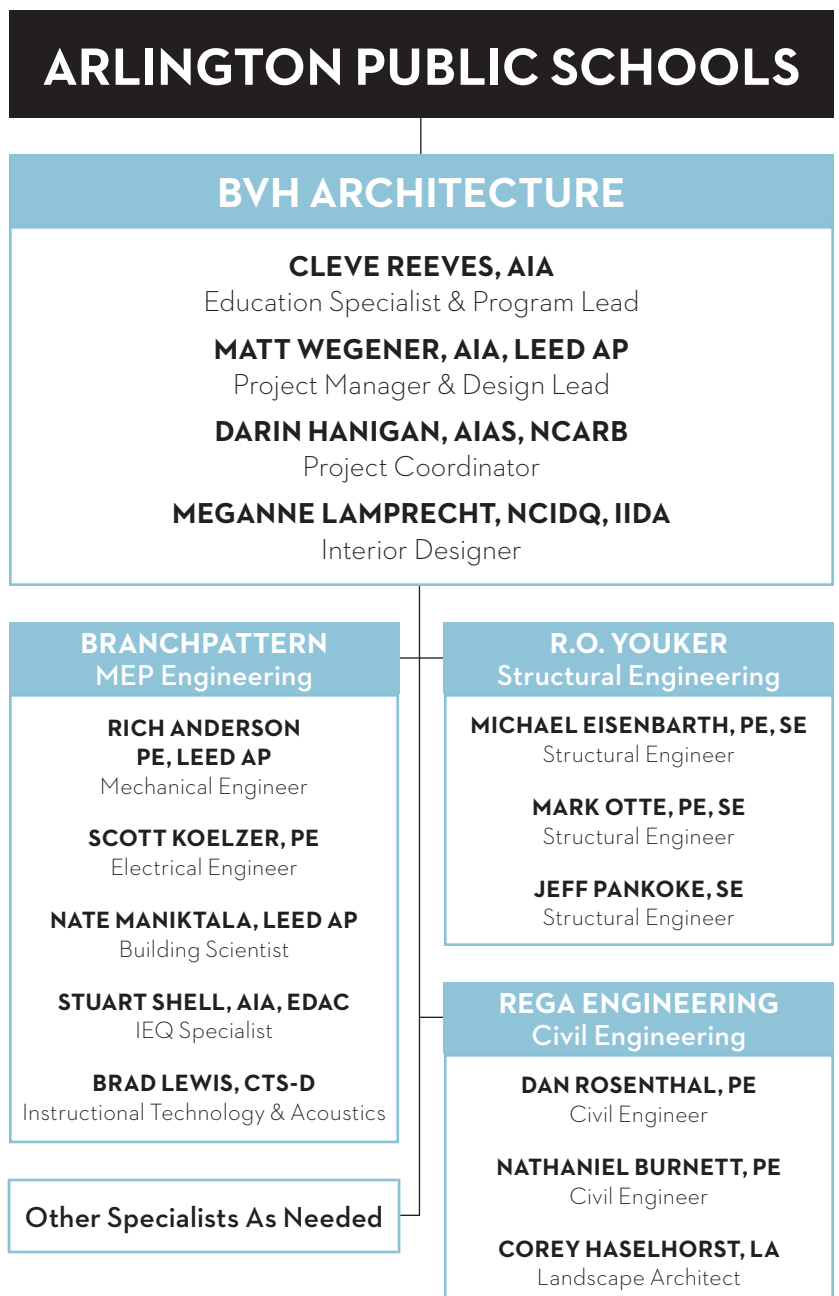 ARLINGTON PUBLIC SCHOOLS
BVH ARCHITECTURE
CLEVE REEVES, AIA
Education Specialist & Program Lead
MATT WEGENER, AIA, LEED AP
Project Manager & Design Lead
DARIN HANIGAN, AIAS, NCARB
Project Coordinator
MEGANNE LAMPRECHT, NCIDQ, IIDA
Interior Designer
BRANCHPATTERN
MEP Engineering
RICH ANDERSON
PE, LEED AP
Mechanical Engineer
SCOTT KOELZER, PE
Electrical Engineer
NATE MANIKTALA, LEED AP
Building Scientist
STUART SHELL, AIA, EDAC
IEQ Specialist
BRAD LEWIS, CTS-D
Instructional Technology & Acoustics
Other Specialists As Needed
R.O. YOUKER
Structural Engineering
MICHAEL EISENBARTH, PE, SE
Structural Engineer
MARK OTTE, PE, SE
Structural Engineer
JEFF PANKOKE, SE
Structural Engineer
REGA ENGINEERING
Civil Engineering
DAN ROSENTHAL, PE
Civil Engineer
NATHANIEL BURNETT, PE
Civil Engineer
COREY HASELHORST, LA
Landscape Architect